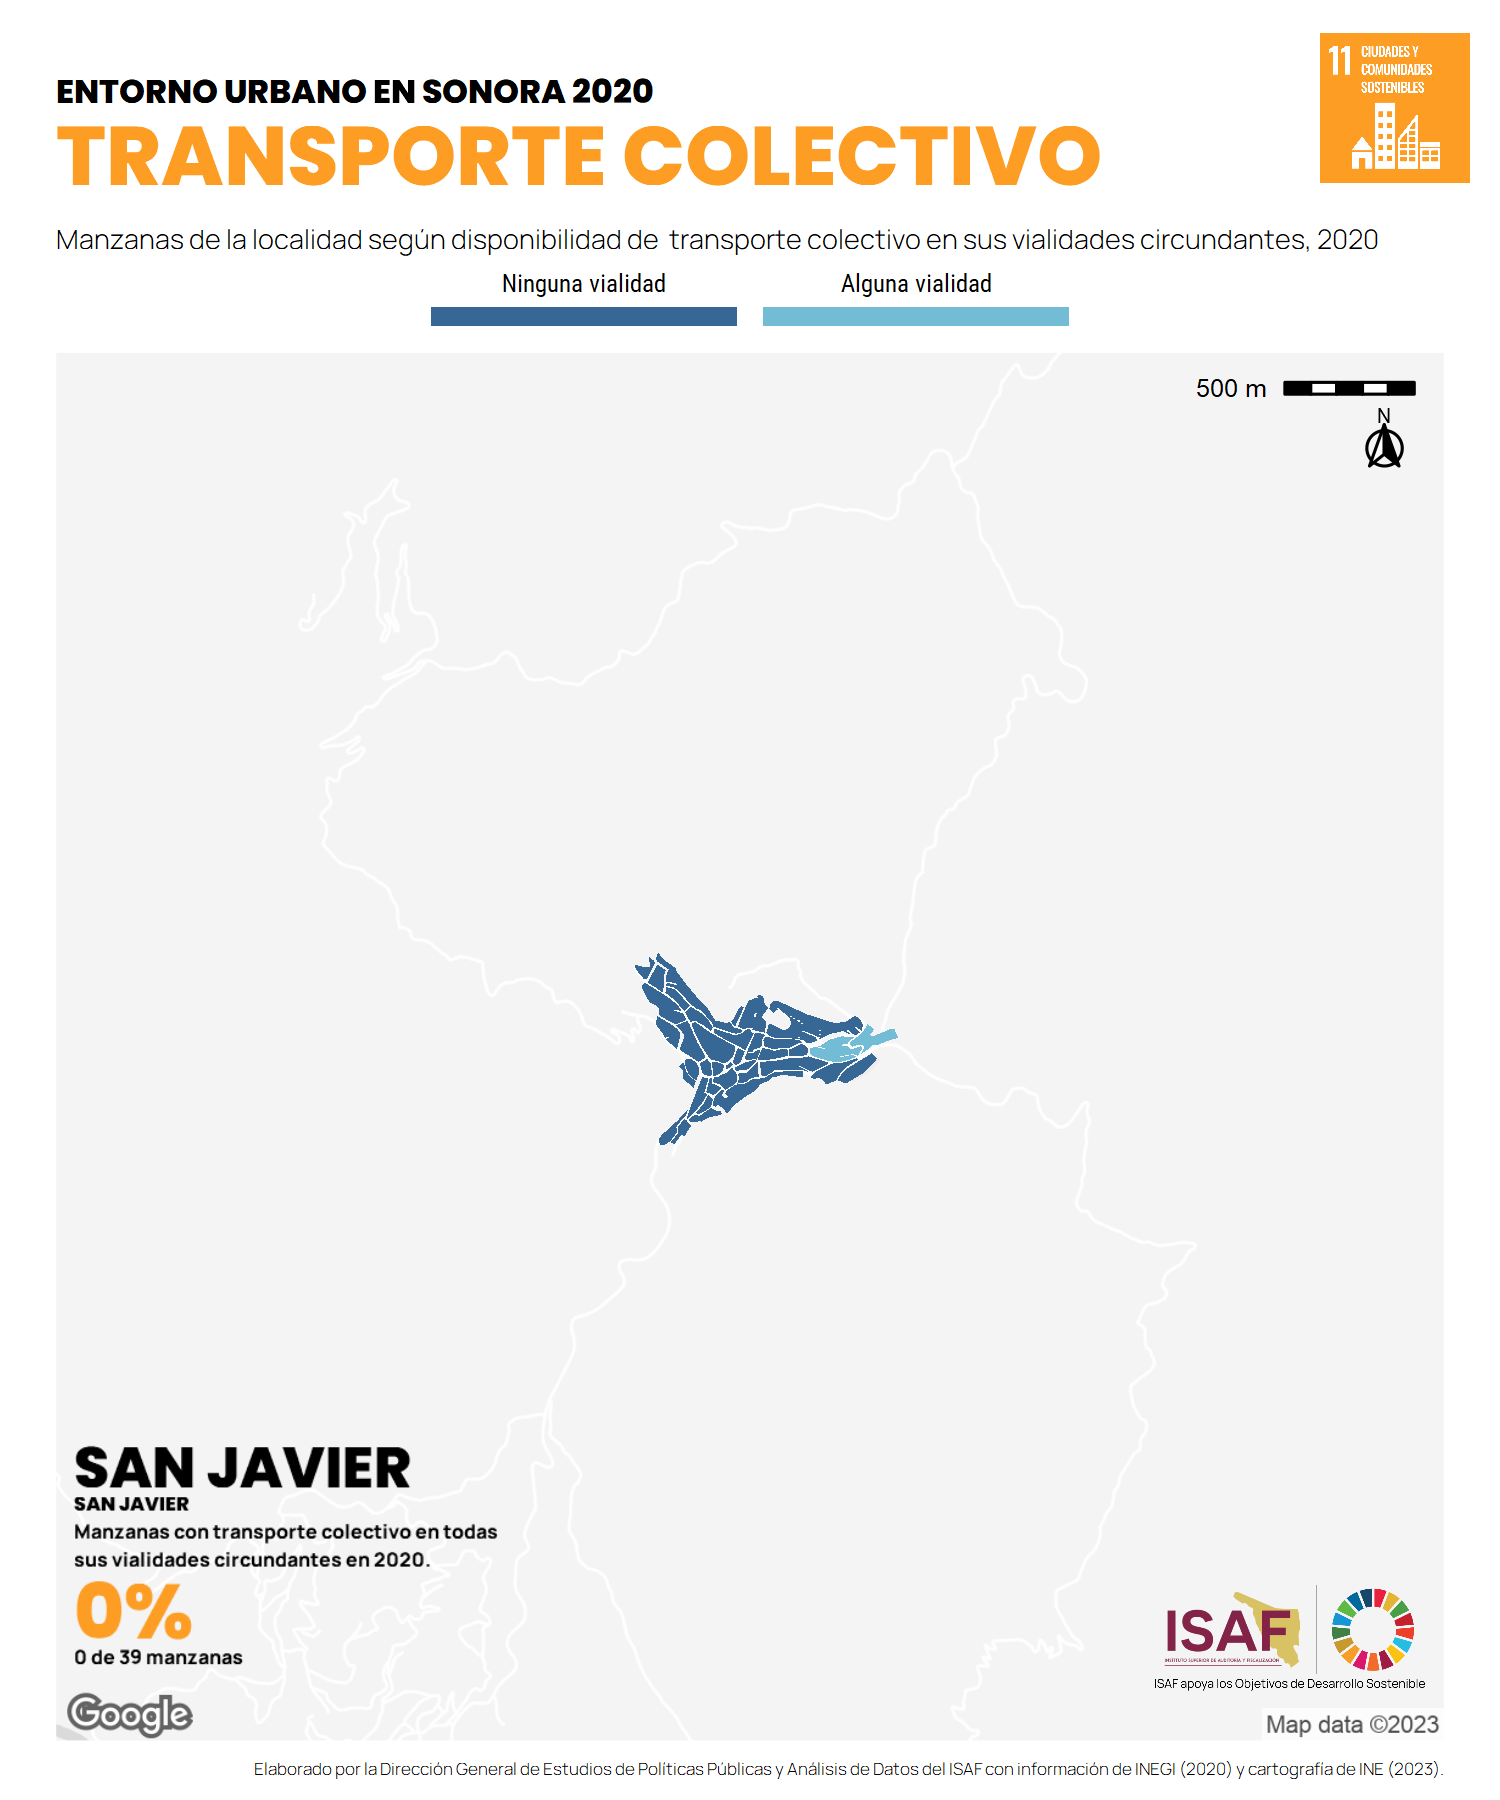 11 CIUDADES Y
COMUNIDADES
SOSTENIBLES
ENTORNO URBANO EN SONORA 2020
TRANSPORTE COLECTIVO
Manzanas de la localidad según disponibilidad de transporte colectivo en sus vialidades circundantes, 2020
Ninguna vialidad
Alguna vialidad
500 m
N
SAN JAVIER
SAN JAVIER
Manzanas con transporte colectivo en todas
sus vialidades circundantes en 2020.
0%
0 de 39 manzanas
Google
ISAF
INSTITUTO SUPERIOR DE AUDITORÍA Y FISCALIZACIÓN
ISAF apoya los Objetivos de Desarrollo Sostenible
Map data ©2023
Elaborado por la Dirección General de Estudios de Políticas Públicas y Análisis de Datos del ISAF con información de INEGI (2020) y cartografía de INE (2023).